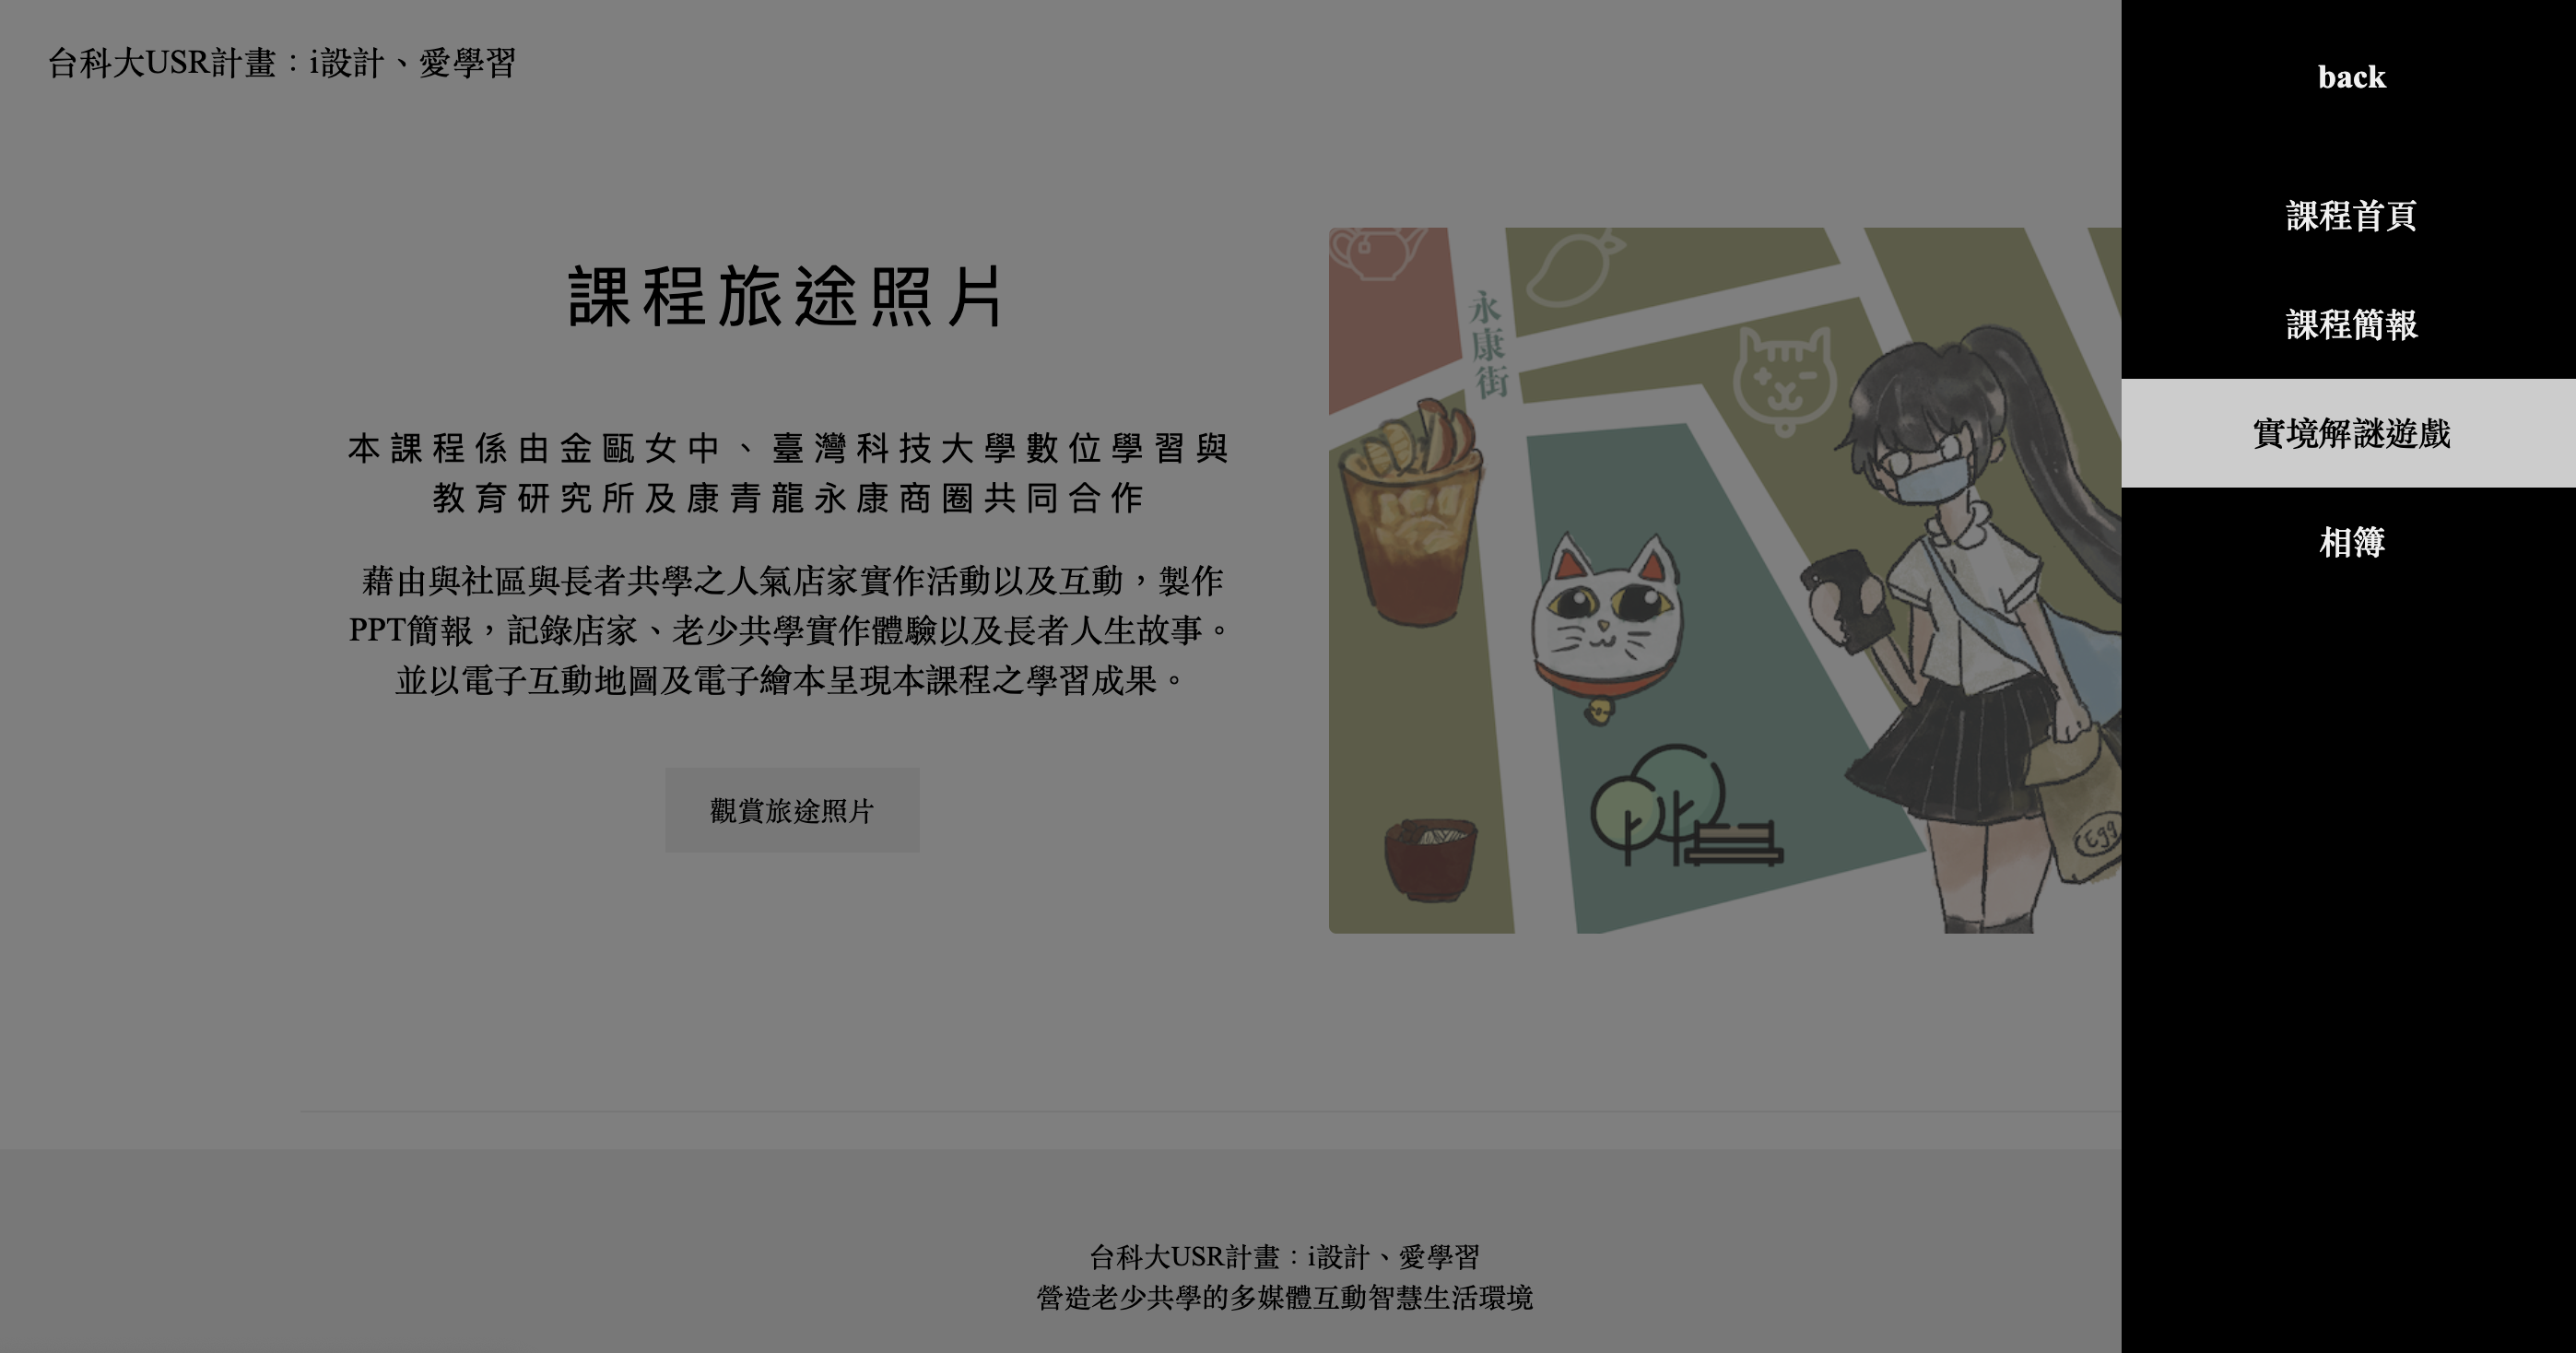 台科大USR計畫：i設計、愛學習
課程旅途照片
本課程係由金甌女中、臺灣科技大學數位學習與
教育研究所及康青龍永康商圈共同合作
藉由與社區與長者共學之人氣店家實作活動以及互動，製作
PPT簡報，記錄店家、老少共學實作體驗以及長者人生故事。
並以電子互動地圖及電子繪本呈現本課程之學習成果。
觀賞旅途照片
永康街
Egg
back
課程首頁
課程簡報
實境解謎遊戲
相簿
台科大USR計畫：i設計、愛學習
營造老少共學的多媒體互動智慧生活環境